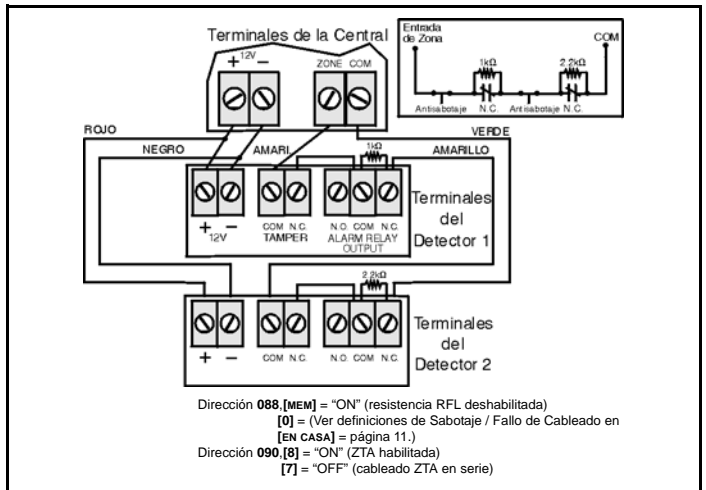 Terminales de la Central
+ 12V −
ZONE COM
Entrada
de Zona
COM
1kΩ
2.2kΩ
Antisabotaje N.C. Antisabotaje N.C.
ROJO
VERDE
NEGRO
AMARI.
1kΩ
AMARILLO
+ −
12V
COM N.C.
TAMPER
N.O. COM N.C.
ALARM RELAY
OUTPUT
Terminales
del
Detector 1
2.2kΩ
+ −
COM N.C.
N.O. COM N.C.
Terminales
del
Detector 2
Dirección 088,[MEM] = “ON” (resistencia RFL deshabilitada)
[0] = (Ver definiciones de Sabotaje / Fallo de Cableado en
[EN CASA] = página 11.)
Dirección 090,[8] = “ON” (ZTA habilitada)
[7] = “OFF” (cableado ZTA en serie)